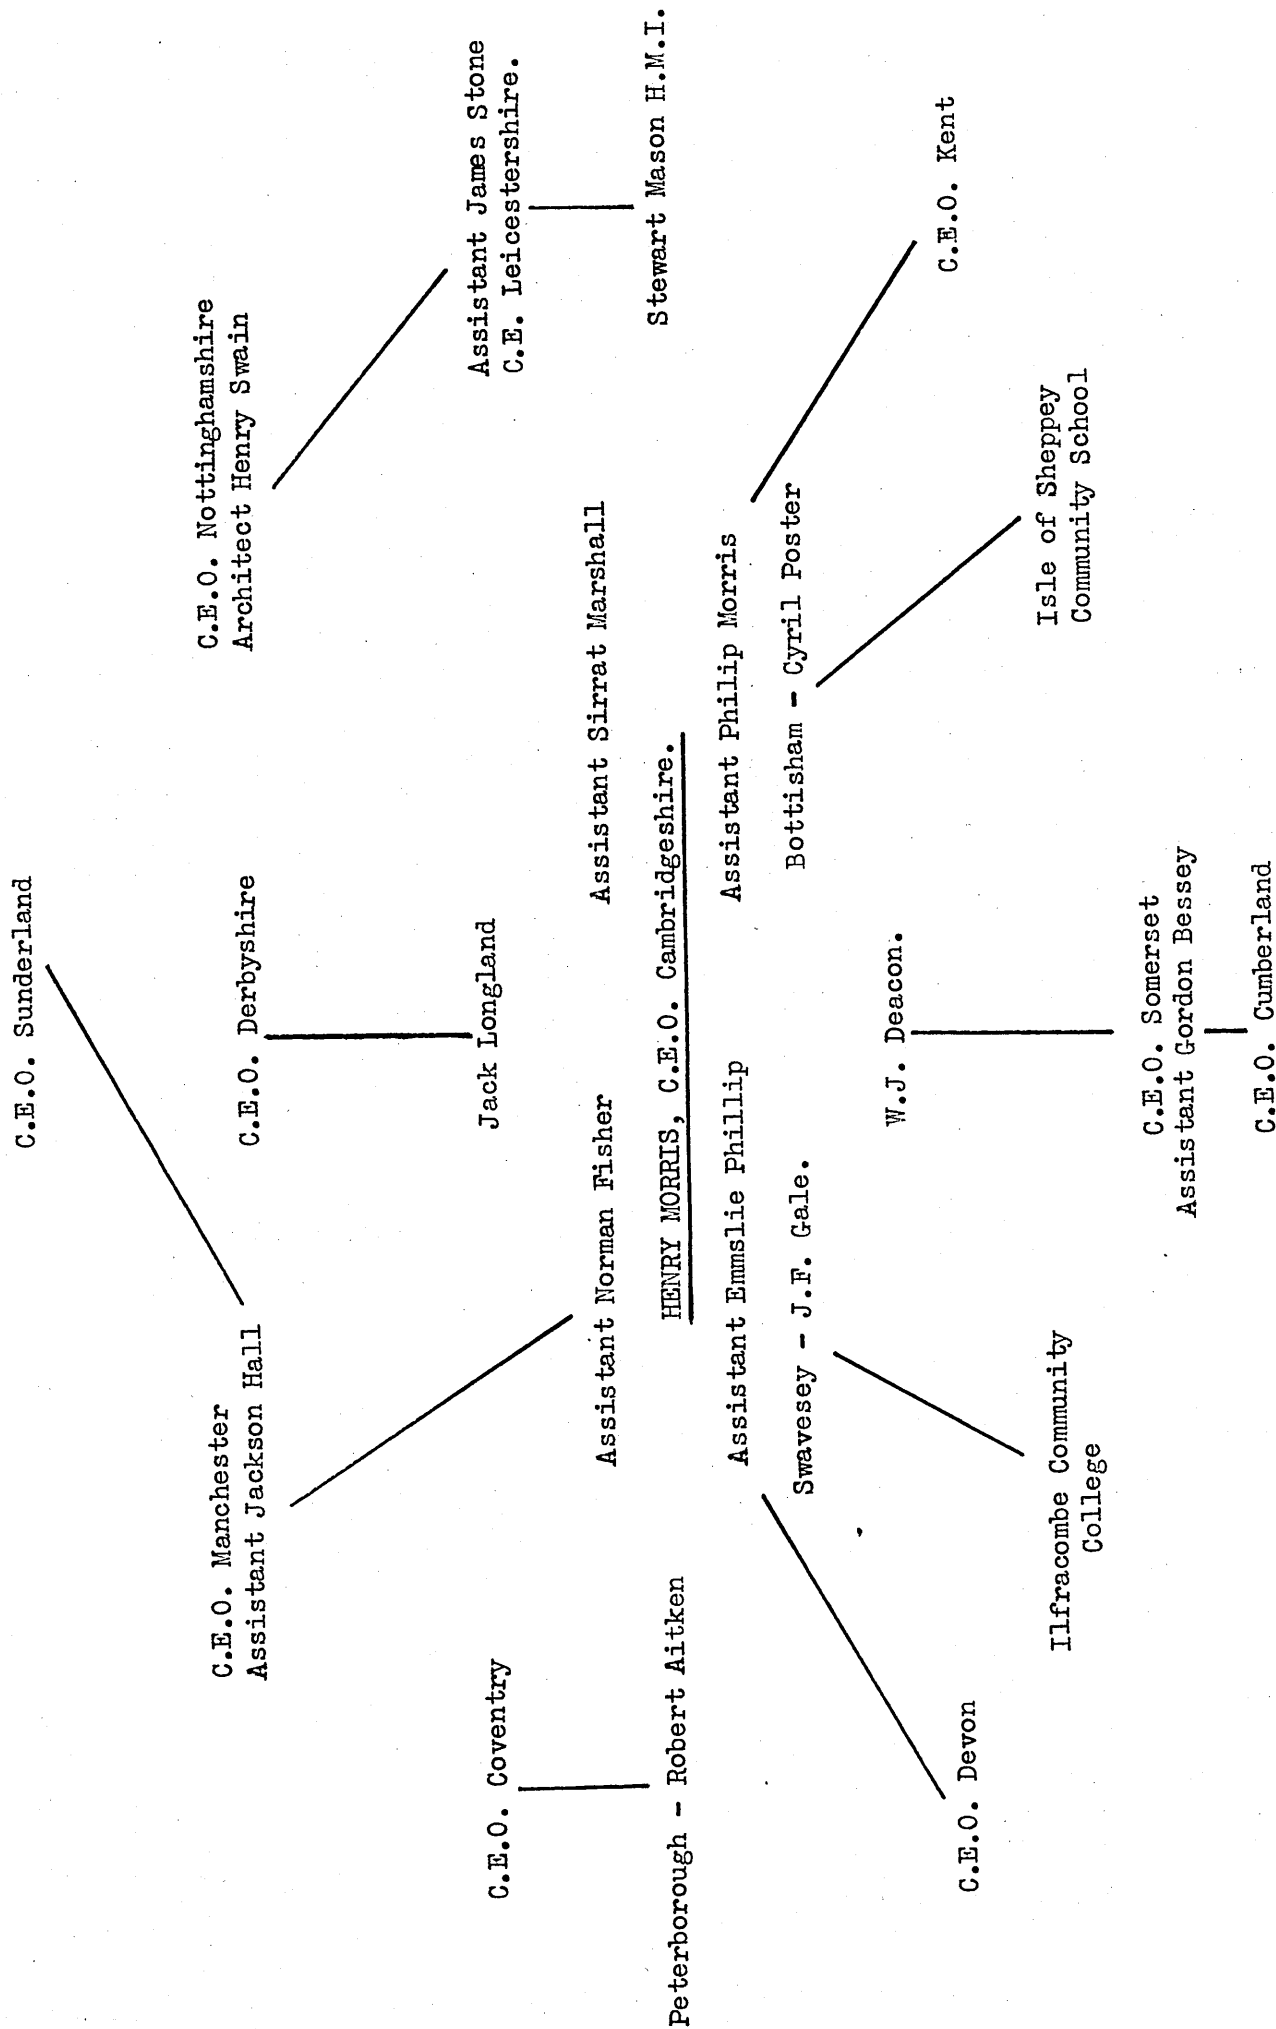 C.E.O. Sunderland
C.E.O. Manchester
Assistant Jackson Hall
C.E.O. Derbyshire
C.E.O. Nottinghamshire
Architect Henry Swain
C.E.O. Coventry
Jack Longland
Assistant James Stone
C.E. Leicestershire.
Assistant Norman Fisher
Assistant Sirrat Marshall
Peterborough - Robert Aitken
HENRY MORRIS, C.E.O. Cambridgeshire.
Stewart Mason H.M.I.
Assistant Emmslie Phillip
Assistant Philip Morris
Swavesey - J.F. Gale.
Bottisham - Cyril Poster
W.J. Deacon.
C.E.O. Devon
C.E.O. Kent
Ilfracombe Community
College
Isle of Sheppey
Community School
C.E.O. Somerset
Assistant Gordon Bessey
C.E.O. Cumberland